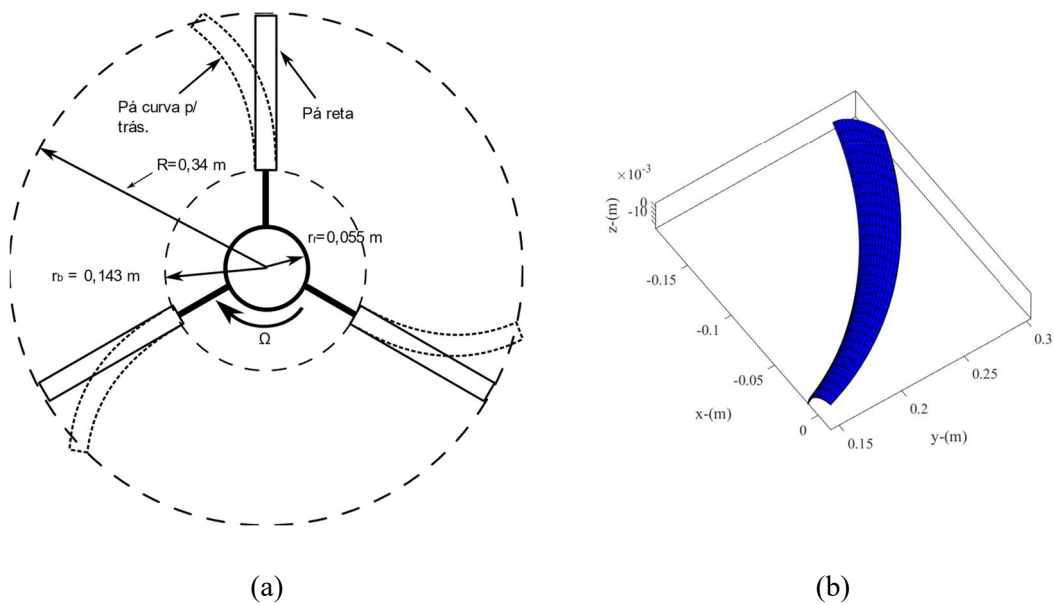 Pá curva p/
trás.
Pá reta
R=0,34 m
rᵣ=0,055 m
r_b = 0,143 m
Ω
(a)
×10⁻³
0
-10
z-(m)
-0.15
-0.1
-0.05
0
x-(m)
0.15
0.2
0.25
0.3
y-(m)
(b)